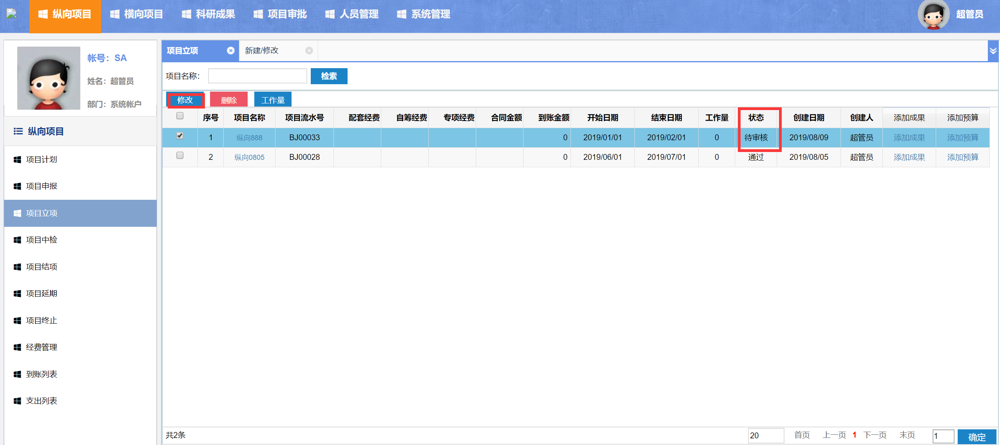 纵向项目 横向项目 科研成果 项目审批 人员管理 系统管理 超管员
帐号：SA
姓名：超管员
部门：系统帐户
纵向项目
项目计划
项目申报
项目立项
项目中检
项目结项
项目延期
项目终止
经费管理
到账列表
支出列表
项目立项 新建/修改
项目名称： 检索
修改 删除 工作量
序号 项目名称 项目流水号 配套经费 自筹经费 专项经费 合同金额 到账金额 开始日期 结束日期 工作量 状态 创建日期 创建人 添加成果 添加预算
1 纵向888 BJ00033 0 2019/01/01 2019/02/01 0 待审核 2019/08/09 超管员 添加成果 添加预算
2 纵向0805 BJ00028 0 2019/06/01 2019/07/01 0 通过 2019/08/05 超管员 添加成果 添加预算
共2条 20 首页 上一页 1 下一页 末页 1 确定